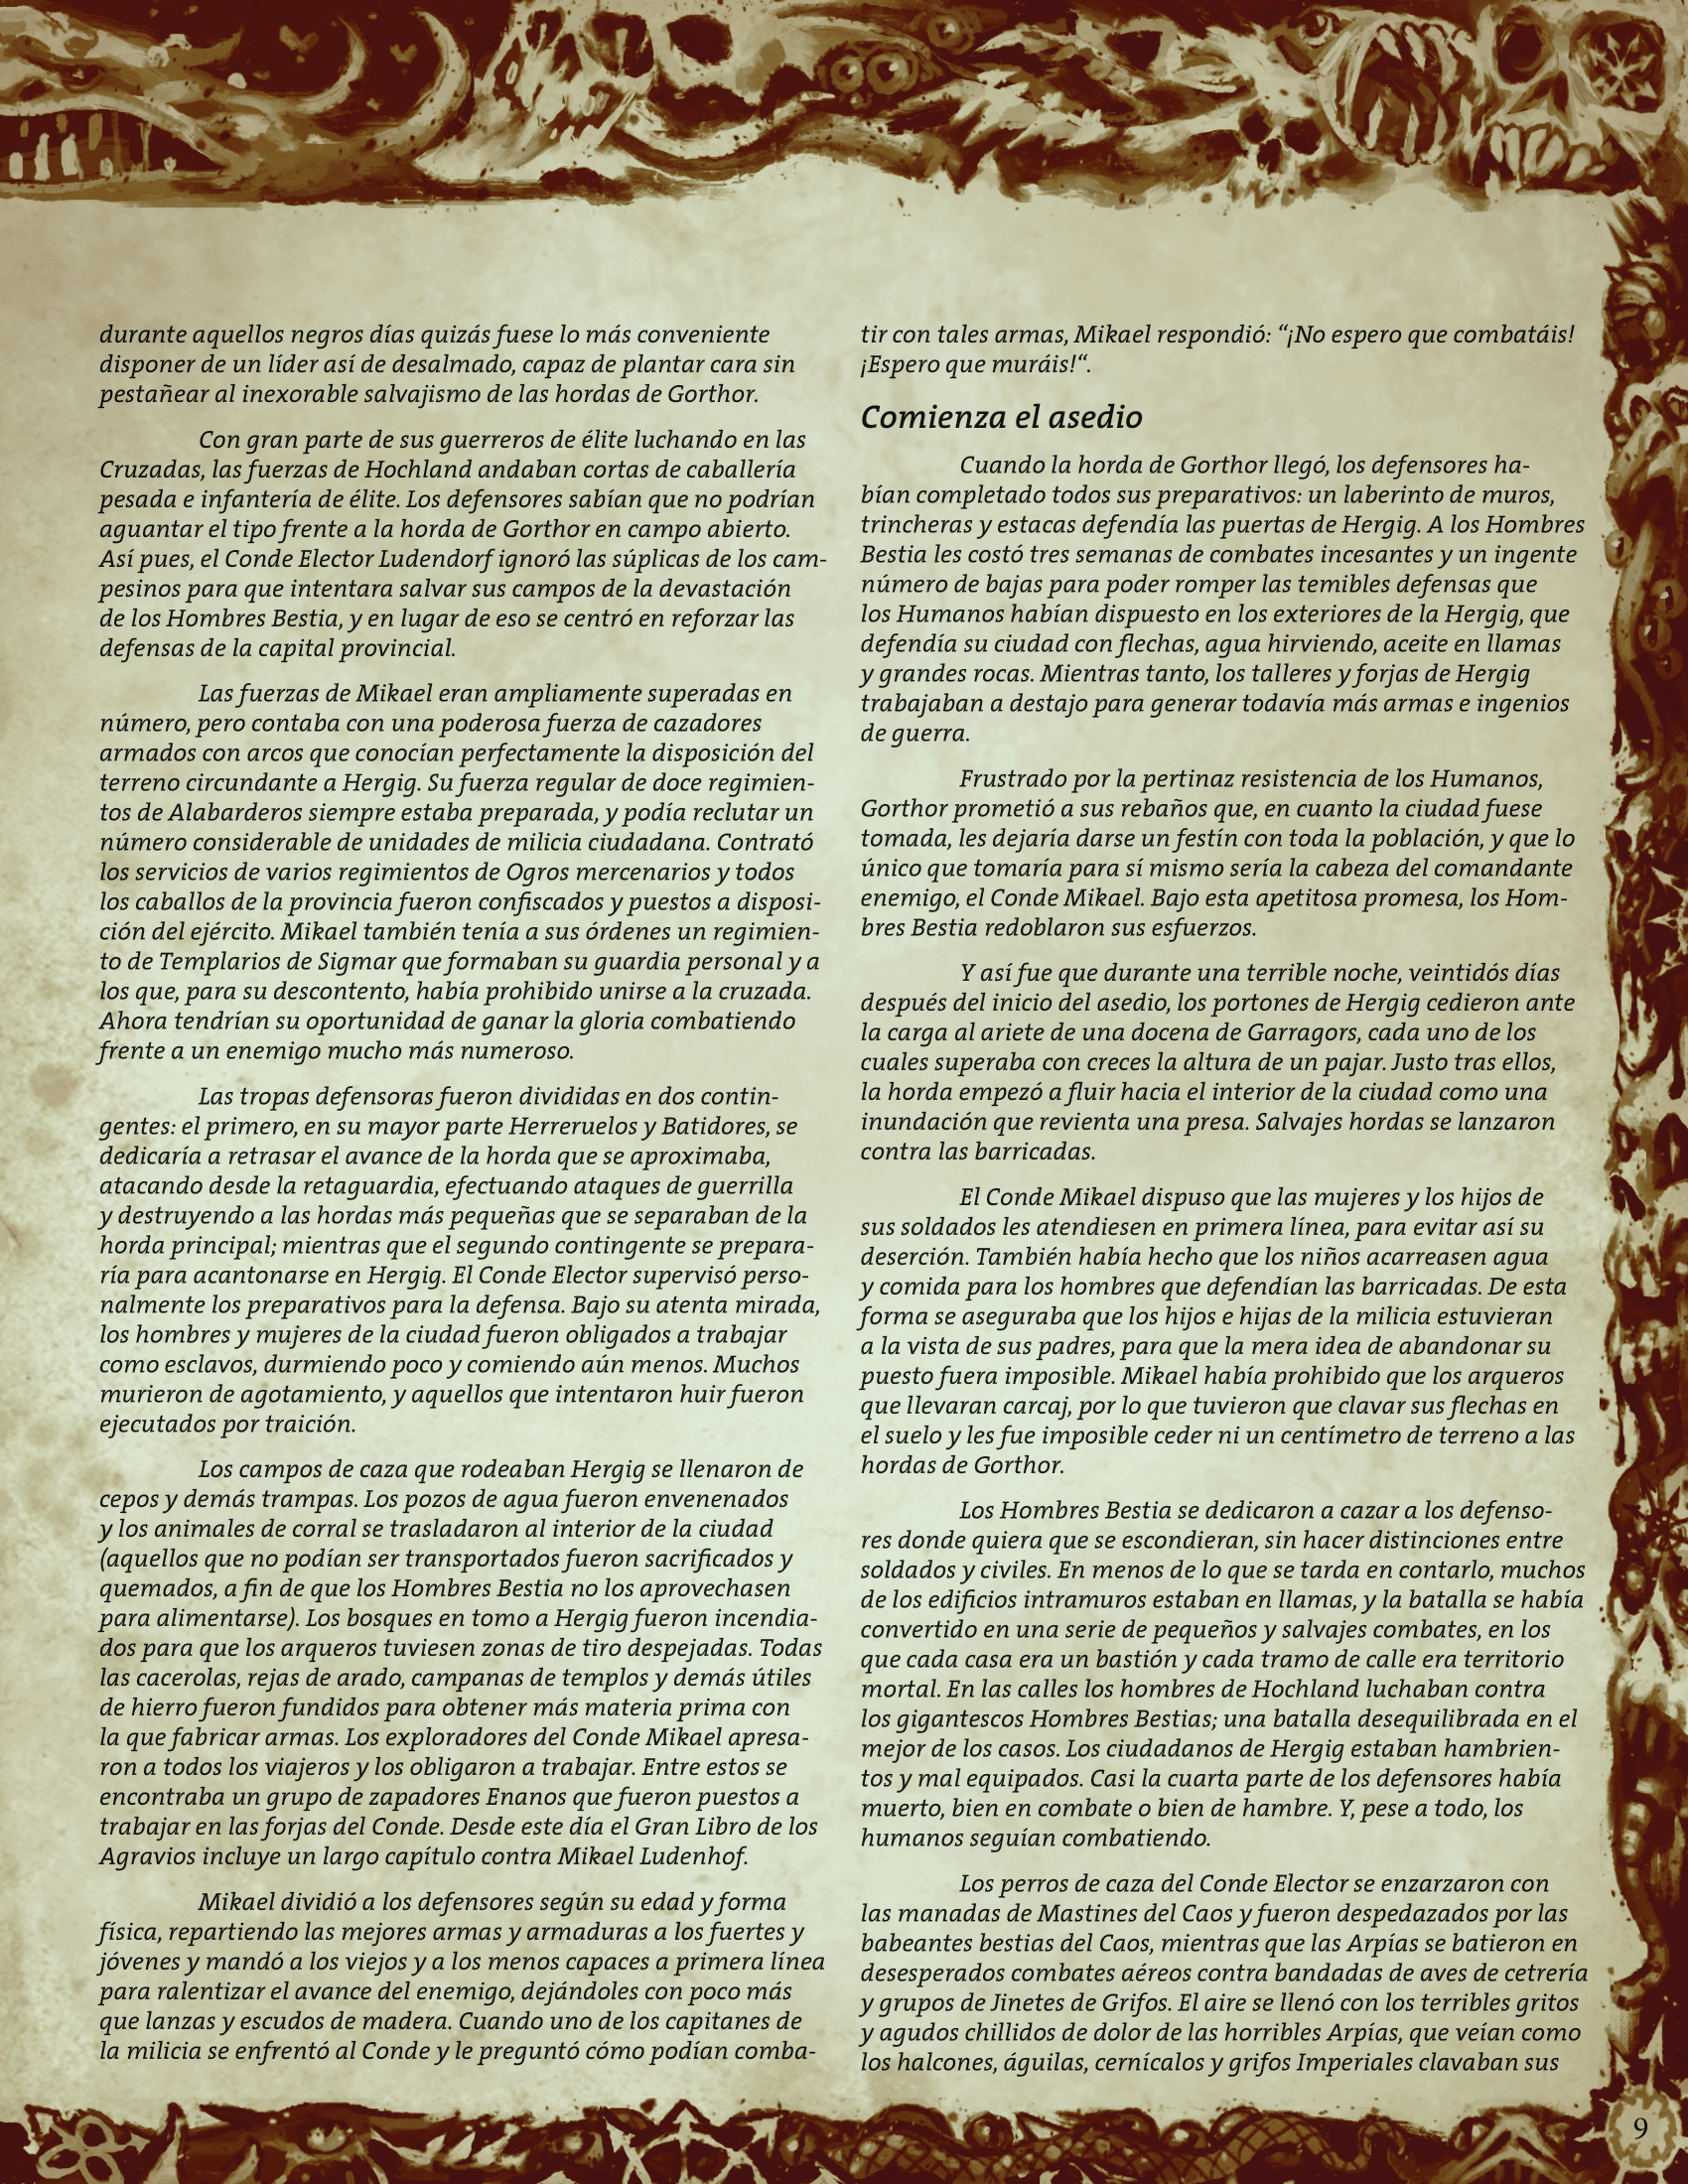 durante aquellos negros días quizás fuese lo más conveniente
disponer de un líder así de desalmado, capaz de plantar cara sin
pestañear al inexorable salvajismo de las hordas de Gorthor.
Con gran parte de sus guerreros de élite luchando en las
Cruzadas, las fuerzas de Hochland andaban cortas de caballería
pesada e infantería de élite. Los defensores sabían que no podrían
aguantar el tipo frente a la horda de Gorthor en campo abierto.
Así pues, el Conde Elector Ludendorf ignoró las súplicas de los cam-
pesinos para que intentara salvar sus campos de la devastación
de los Hombres Bestia, y en lugar de eso se centró en reforzar las
defensas de la capital provincial.
Las fuerzas de Mikael eran ampliamente superadas en
número, pero contaba con una poderosa fuerza de cazadores
armados con arcos que conocían perfectamente la disposición del
terreno circundante a Hergig. Su fuerza regular de doce regimien-
tos de Alabarderos siempre estaba preparada, y podía reclutar un
número considerable de unidades de milicia ciudadana. Contrató
los servicios de varios regimientos de Ogros mercenarios y todos
los caballos de la provincia fueron confiscados y puestos a disposi-
ción del ejército. Mikael también tenía a sus órdenes un regimien-
to de Templarios de Sigmar que formaban su guardia personal y a
los que, para su descontento, había prohibido unirse a la cruzada.
Ahora tendrían su oportunidad de ganar la gloria combatiendo
frente a un enemigo mucho más numeroso.
Las tropas defensoras fueron divididas en dos contin-
gentes: el primero, en su mayor parte Herreruelos y Batidores, se
dedicaría a retrasar el avance de la horda que se aproximaba,
atacando desde la retaguardia, efectuando ataques de guerrilla
y destruyendo a las hordas más pequeñas que se separaban de la
horda principal; mientras que el segundo contingente se prepara-
ría para acantonarse en Hergig. El Conde Elector supervisó perso-
nalmente los preparativos para la defensa. Bajo su atenta mirada,
los hombres y mujeres de la ciudad fueron obligados a trabajar
como esclavos, durmiendo poco y comiendo aún menos. Muchos
murieron de agotamiento, y aquellos que intentaron huir fueron
ejecutados por traición.
Los campos de caza que rodeaban Hergig se llenaron de
cepos y demás trampas. Los pozos de agua fueron envenenados
y los animales de corral se trasladaron al interior de la ciudad
(aquellos que no podían ser transportados fueron sacrificados y
quemados, a fin de que los Hombres Bestia no los aprovechasen
para alimentarse). Los bosques en tomo a Hergig fueron incendia-
dos para que los arqueros tuviesen zonas de tiro despejadas. Todas
las cacerolas, rejas de arado, campanas de templos y demás útiles
de hierro fueron fundidos para obtener más materia prima con
la que fabricar armas. Los exploradores del Conde Mikael apresa-
ron a todos los viajeros y los obligaron a trabajar. Entre estos se
encontraba un grupo de zapadores Enanos que fueron puestos a
trabajar en las forjas del Conde. Desde este día el Gran Libro de los
Agravios incluye un largo capítulo contra Mikael Ludenhof.
Mikael dividió a los defensores según su edad y forma
física, repartiendo las mejores armas y armaduras a los fuertes y
jóvenes y mandó a los viejos y a los menos capaces a primera línea
para ralentizar el avance del enemigo, dejándoles con poco más
que lanzas y escudos de madera. Cuando uno de los capitanes de
la milicia se enfrentó al Conde y le preguntó cómo podían comba-
tir con tales armas, Mikael respondió: “¡No espero que combatáis!
¡Espero que muráis!“.
Comienza el asedio
Cuando la horda de Gorthor llegó, los defensores ha-
bían completado todos sus preparativos: un laberinto de muros,
trincheras y estacas defendía las puertas de Hergig. A los Hombres
Bestia les costó tres semanas de combates incesantes y un ingente
número de bajas para poder romper las temibles defensas que
los Humanos habían dispuesto en los exteriores de la Hergig, que
defendía su ciudad con flechas, agua hirviendo, aceite en llamas
y grandes rocas. Mientras tanto, los talleres y forjas de Hergig
trabajaban a destajo para generar todavía más armas e ingenios
de guerra.
Frustrado por la pertinaz resistencia de los Humanos,
Gorthor prometió a sus rebaños que, en cuanto la ciudad fuese
tomada, les dejaría darse un festín con toda la población, y que lo
único que tomaría para sí mismo sería la cabeza del comandante
enemigo, el Conde Mikael. Bajo esta apetitosa promesa, los Hom-
bres Bestia redoblaron sus esfuerzos.
Y así fue que durante una terrible noche, veintidós días
después del inicio del asedio, los portones de Hergig cedieron ante
la carga al ariete de una docena de Garragors, cada uno de los
cuales superaba con creces la altura de un pajar. Justo tras ellos,
la horda empezó a fluir hacia el interior de la ciudad como una
inundación que revienta una presa. Salvajes hordas se lanzaron
contra las barricadas.
El Conde Mikael dispuso que las mujeres y los hijos de
sus soldados les atendiesen en primera línea, para evitar así su
deserción. También había hecho que los niños acarreasen agua
y comida para los hombres que defendían las barricadas. De esta
forma se aseguraba que los hijos e hijas de la milicia estuvieran
a la vista de sus padres, para que la mera idea de abandonar su
puesto fuera imposible. Mikael había prohibido que los arqueros
que llevaran carcaj, por lo que tuvieron que clavar sus flechas en
el suelo y les fue imposible ceder ni un centímetro de terreno a las
hordas de Gorthor.
Los Hombres Bestia se dedicaron a cazar a los defenso-
res donde quiera que se escondieran, sin hacer distinciones entre
soldados y civiles. En menos de lo que se tarda en contarlo, muchos
de los edificios intramuros estaban en llamas, y la batalla se había
convertido en una serie de pequeños y salvajes combates, en los
que cada casa era un bastión y cada tramo de calle era territorio
mortal. En las calles los hombres de Hochland luchaban contra
los gigantescos Hombres Bestias; una batalla desequilibrada en el
mejor de los casos. Los ciudadanos de Hergig estaban hambrien-
tos y mal equipados. Casi la cuarta parte de los defensores había
muerto, bien en combate o bien de hambre. Y, pese a todo, los
humanos seguían combatiendo.
Los perros de caza del Conde Elector se enzarzaron con
las manadas de Mastines del Caos y fueron despedazados por las
babeantes bestias del Caos, mientras que las Arpías se batieron en
desesperados combates aéreos contra bandadas de aves de cetrería
y grupos de Jinetes de Grifos. El aire se llenó con los terribles gritos
y agudos chillidos de dolor de las horribles Arpías, que veían como
los halcones, águilas, cernícalos y grifos Imperiales clavaban sus
9